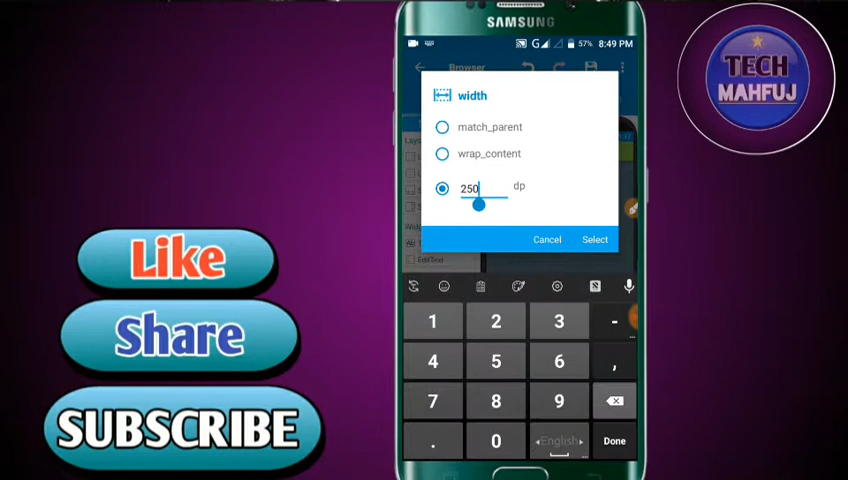 SAMSUNG
57% 8:49 PM
Browser
width
match_parent
wrap_content
250 dp
Cancel Select
EditText
1 2 3 -
4 5 6 ,
7 8 9
. 0 English Done
TECH
MAHFUJ
Like
Share
SUBSCRIBE